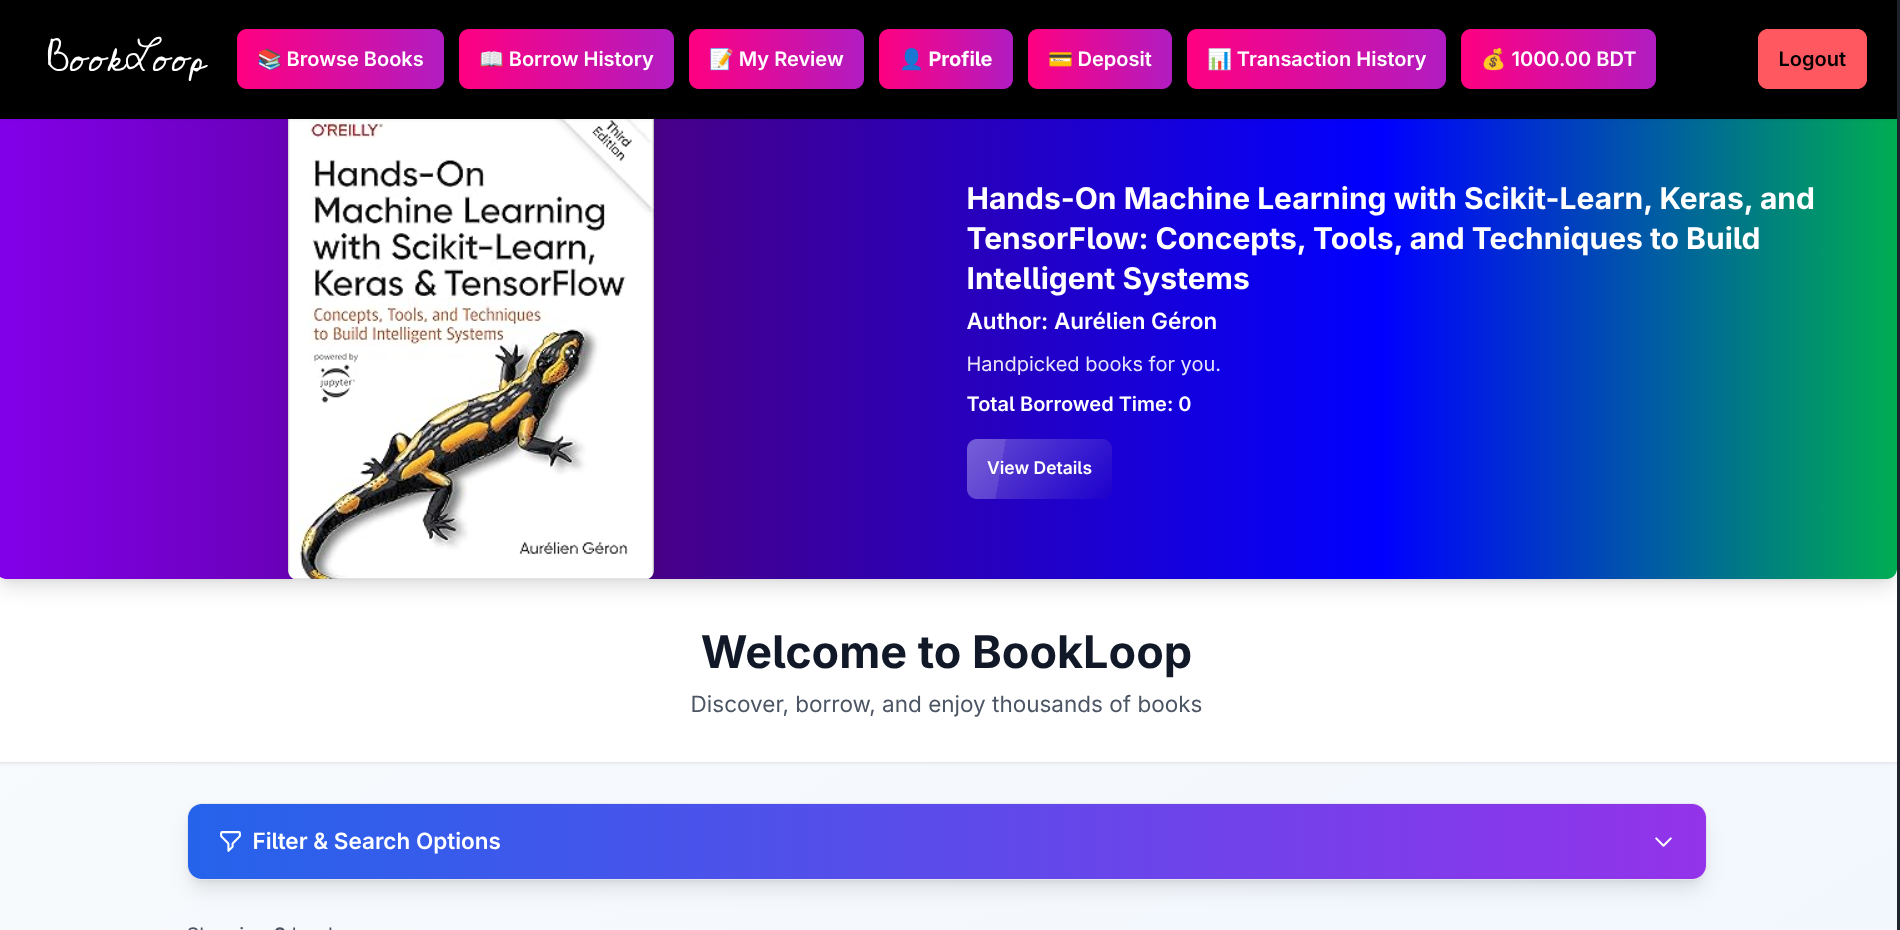 BookLoop
📚 Browse Books
📖 Borrow History
📝 My Review
👤 Profile
💳 Deposit
📊 Transaction History
💰 1000.00 BDT
Logout
O'REILLY
Third
Edition
Hands-On
Machine Learning
with Scikit-Learn,
Keras & TensorFlow
Concepts, Tools, and Techniques
to Build Intelligent Systems
powered by
jupyter
Aurélien Géron
Hands-On Machine Learning with Scikit-Learn, Keras, and
TensorFlow: Concepts, Tools, and Techniques to Build
Intelligent Systems
Author: Aurélien Géron
Handpicked books for you.
Total Borrowed Time: 0
View Details
Welcome to BookLoop
Discover, borrow, and enjoy thousands of books
Filter & Search Options